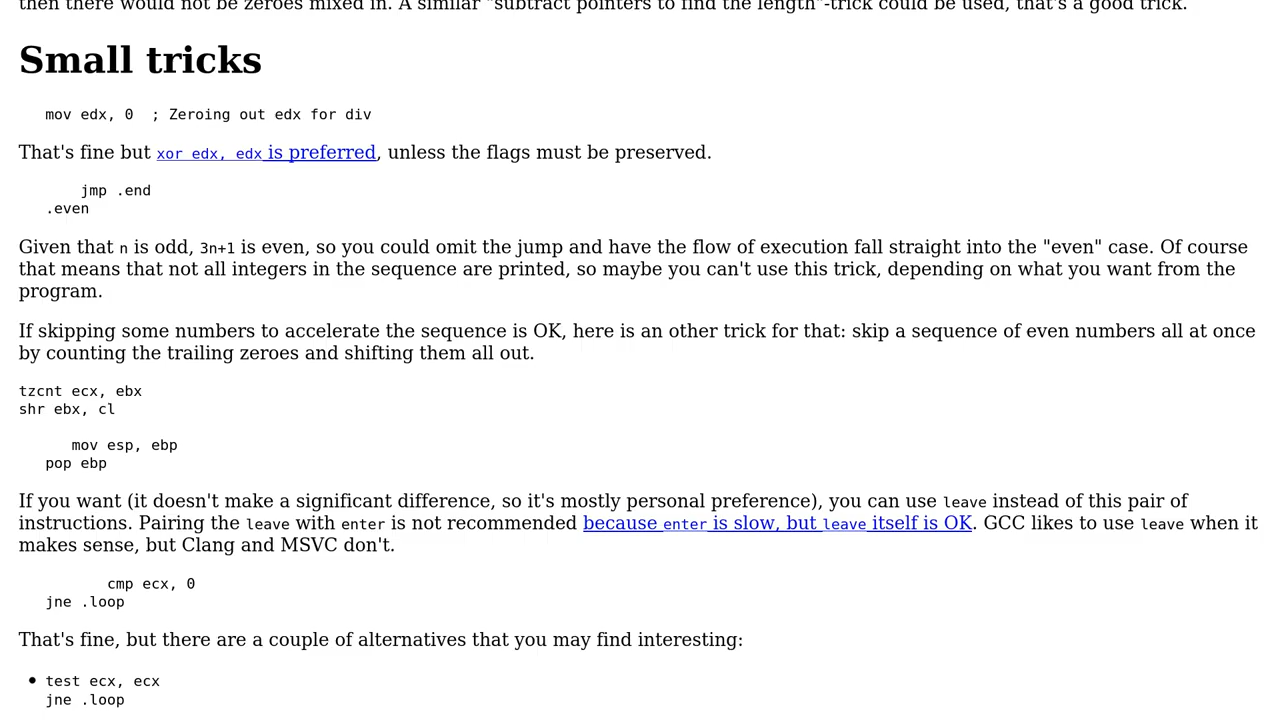 then there would not be zeroes mixed in. A similar "subtract pointers to find the length"-trick could be used, that's a good trick.
Small tricks
mov edx, 0  ; Zeroing out edx for div
That's fine but xor edx, edx is preferred, unless the flags must be preserved.
jmp .end
.even
Given that n is odd, 3n+1 is even, so you could omit the jump and have the flow of execution fall straight into the "even" case. Of course
that means that not all integers in the sequence are printed, so maybe you can't use this trick, depending on what you want from the
program.
If skipping some numbers to accelerate the sequence is OK, here is an other trick for that: skip a sequence of even numbers all at once
by counting the trailing zeroes and shifting them all out.
tzcnt ecx, ebx
shr ebx, cl
mov esp, ebp
pop ebp
If you want (it doesn't make a significant difference, so it's mostly personal preference), you can use leave instead of this pair of
instructions. Pairing the leave with enter is not recommended because enter is slow, but leave itself is OK. GCC likes to use leave when it
makes sense, but Clang and MSVC don't.
cmp ecx, 0
jne .loop
That's fine, but there are a couple of alternatives that you may find interesting:
• test ecx, ecx
jne .loop